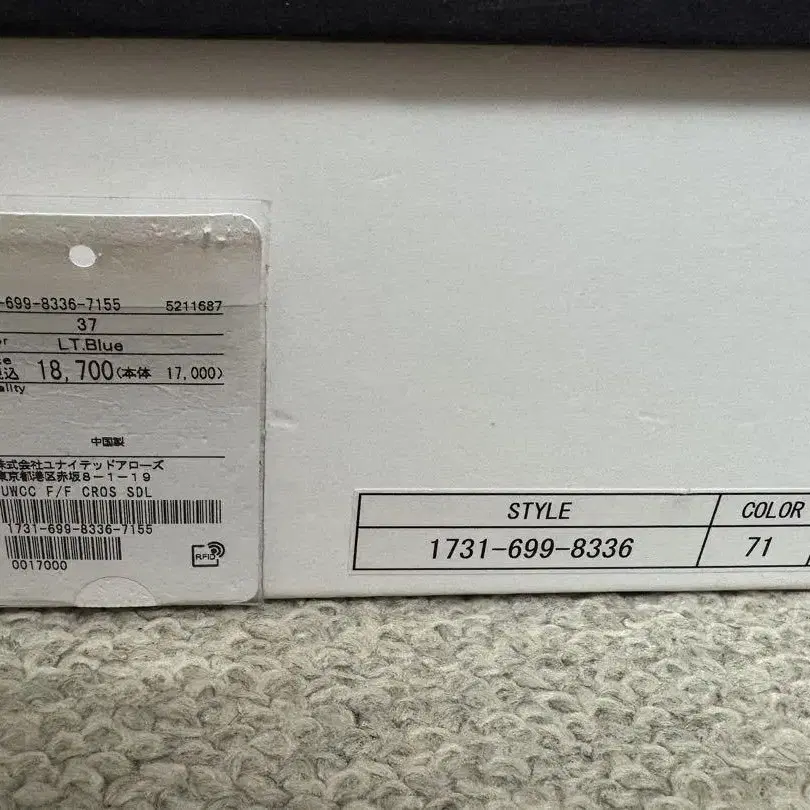 -699-8336-7155 5211687
37
LT.Blue
税込 18,700(本体 17,000)
ality
中国製
株式会社ユナイテッドアローズ
東京都港区赤坂8-1-19
UWCC F/F CROS SDL
1731-699-8336-7155
0017000
RFID
STYLE COLOR
1731-699-8336 71